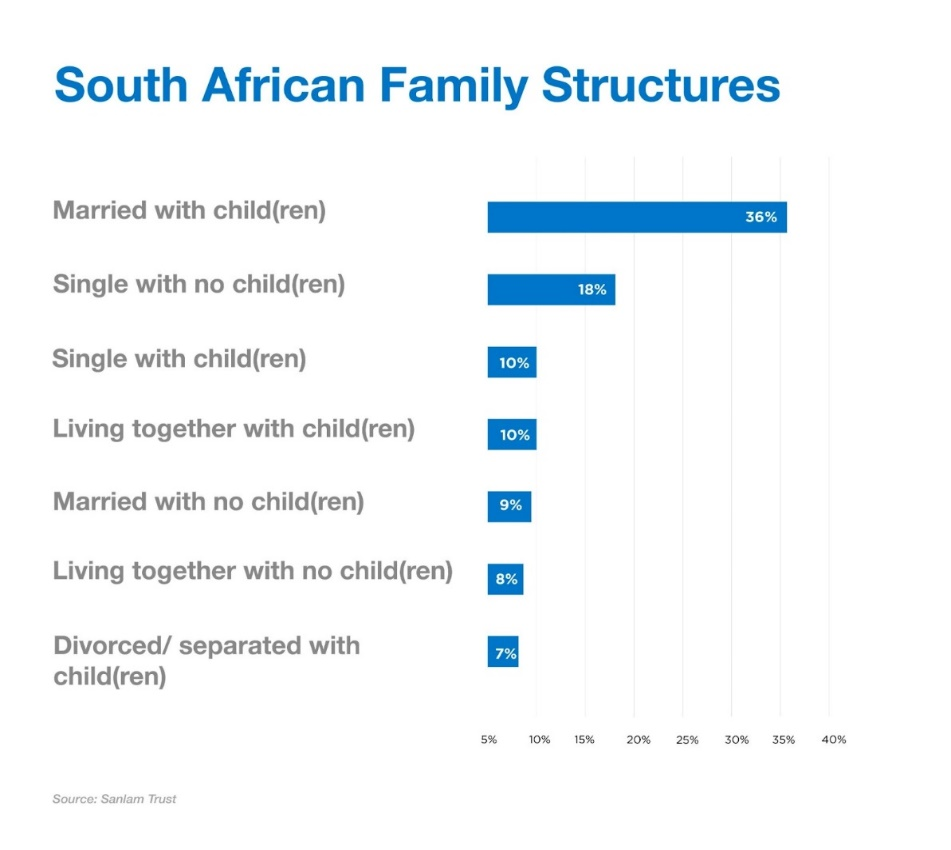 South African Family Structures
Married with child(ren)
36%
Single with no child(ren)
18%
Single with child(ren)
10%
Living together with child(ren)
10%
Married with no child(ren)
9%
Living together with no child(ren)
8%
Divorced/ separated with
child(ren)
7%
5% 10% 15% 20% 25% 30% 35% 40%
Source: Sanlam Trust